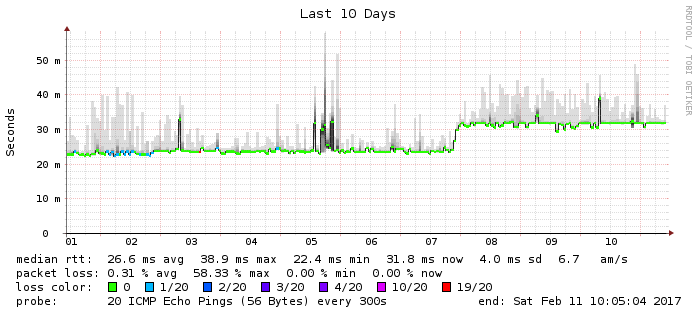 Last 10 Days
RRDTOOL / TOBI OETIKER
Seconds
50 m
40 m
30 m
20 m
10 m
0
01 02 03 04 05 06 07 08 09 10
median rtt: 26.6 ms avg 38.9 ms max 22.4 ms min 31.8 ms now 4.0 ms sd 6.7 am/s
packet loss: 0.31 % avg 58.33 % max 0.00 % min 0.00 % now
loss color: 0 1/20 2/20 3/20 4/20 10/20 19/20
probe: 20 ICMP Echo Pings (56 Bytes) every 300s end: Sat Feb 11 10:05:04 2017